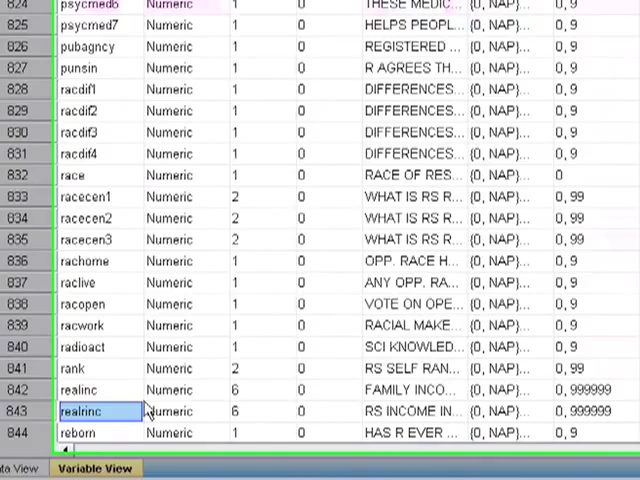 824 psycmed6 Numeric 1 0 THESE MEDIC... {0, NAP}... 0, 9
825 psycmed7 Numeric 1 0 HELPS PEOPL... {0, NAP}... 0, 9
826 pubagncy Numeric 1 0 REGISTERED ... {0, NAP}... 0, 9
827 punsin Numeric 1 0 R AGREES TH... {0, NAP}... 0, 9
828 racdif1 Numeric 1 0 DIFFERENCES... {0, NAP}... 0, 9
829 racdif2 Numeric 1 0 DIFFERENCES... {0, NAP}... 0, 9
830 racdif3 Numeric 1 0 DIFFERENCES... {0, NAP}... 0, 9
831 racdif4 Numeric 1 0 DIFFERENCES... {0, NAP}... 0, 9
832 race Numeric 1 0 RACE OF RES... {0, NAP}... 0
833 racecen1 Numeric 2 0 WHAT IS RS R... {0, NAP}... 0, 99
834 racecen2 Numeric 2 0 WHAT IS RS R... {0, NAP}... 0, 99
835 racecen3 Numeric 2 0 WHAT IS RS R... {0, NAP}... 0, 99
836 rachome Numeric 1 0 OPP. RACE H... {0, NAP}... 0, 9
837 raclive Numeric 1 0 ANY OPP. RA... {0, NAP}... 0, 9
838 racopen Numeric 1 0 VOTE ON OPE... {0, NAP}... 0, 9
839 racwork Numeric 1 0 RACIAL MAKE... {0, NAP}... 0, 9
840 radioact Numeric 1 0 SCI KNOWLED... {0, NAP}... 0, 9
841 rank Numeric 2 0 RS SELF RAN... {0, NAP}... 0, 99
842 realinc Numeric 6 0 FAMILY INCO... {0, NAP}... 0, 999999
843 realrinc Numeric 6 0 RS INCOME IN... {0, NAP}... 0, 999999
844 reborn Numeric 1 0 HAS R EVER ... {0, NAP}... 0, 9
ata View Variable View